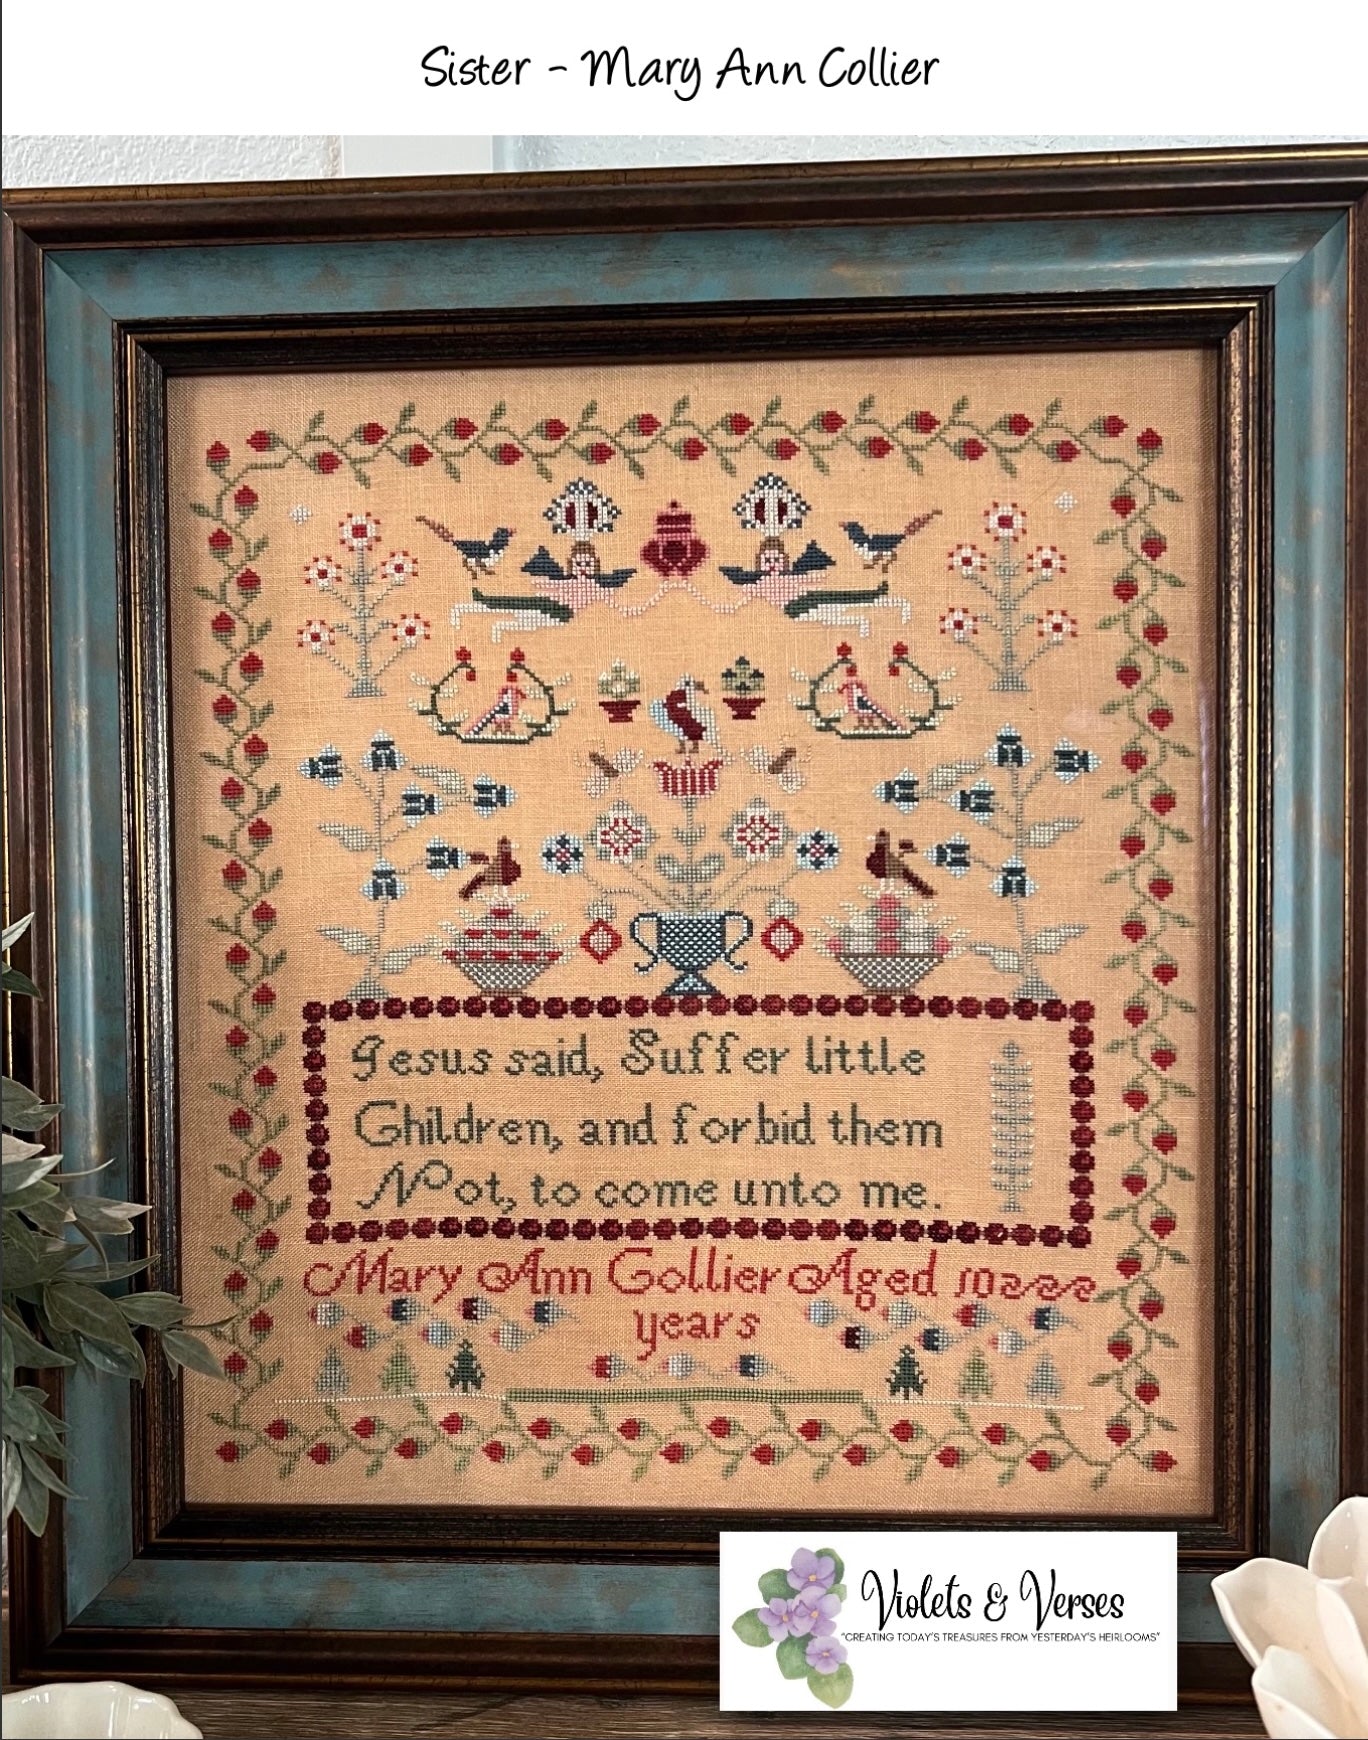 Sister - Mary Ann Collier
Jesus said, Suffer little
Children, and forbid them
Not, to come unto me.
Mary Ann Collier Aged 10
years
Violets & Verses
"CREATING TODAY'S TREASURES FROM YESTERDAY'S HEIRLOOMS"